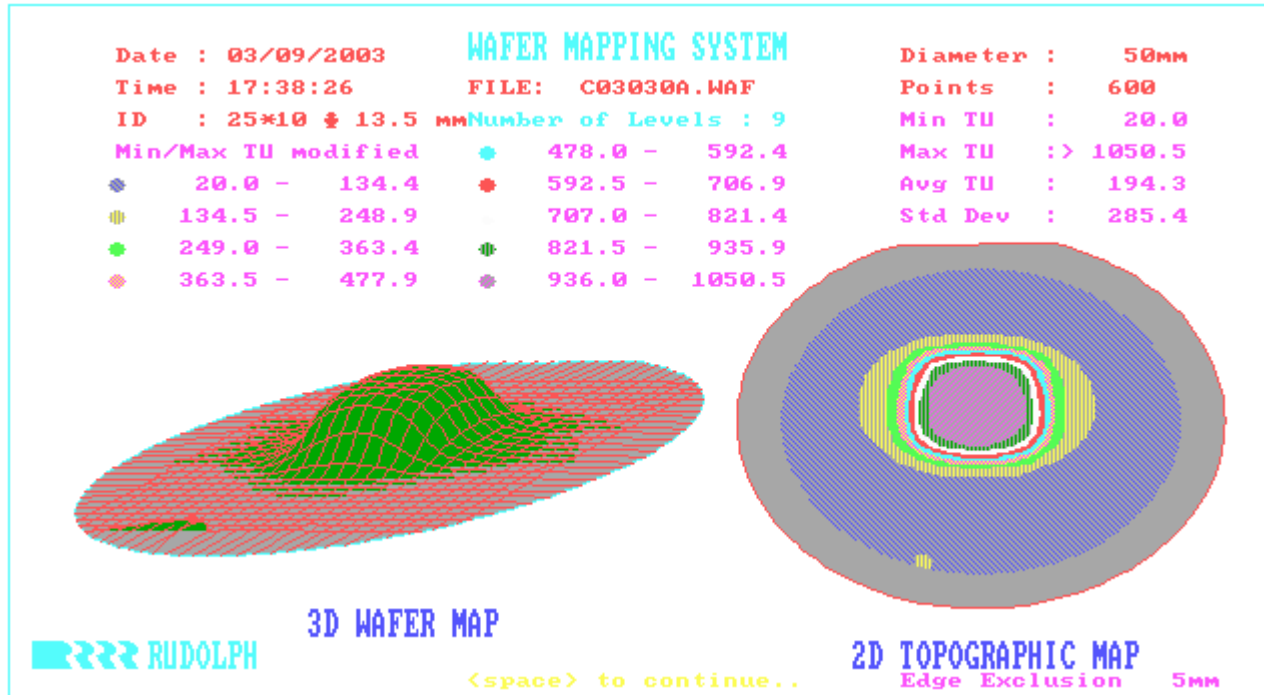 WAFER MAPPING SYSTEM
Date : 03/09/2003
Time : 17:38:26
FILE: C03030A.WAF
ID : 25*10 13.5 mm
Number of Levels : 9
Diameter : 50mm
Points : 600
Min TU : 20.0
Max TU :> 1050.5
Avg TU : 194.3
Std Dev : 285.4
Min/Max TU modified
20.0 - 134.4
134.5 - 248.9
249.0 - 363.4
363.5 - 477.9
478.0 - 592.4
592.5 - 706.9
707.0 - 821.4
821.5 - 935.9
936.0 - 1050.5
3D WAFER MAP
2D TOPOGRAPHIC MAP
RUDOLPH
<space> to continue..
Edge Exclusion 5mm